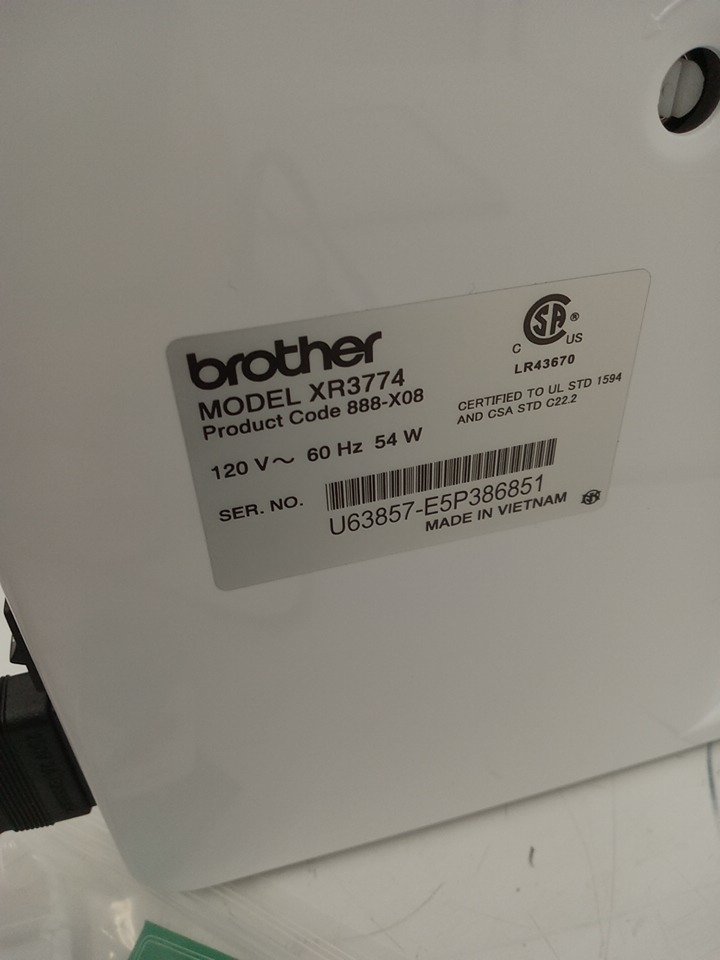 brother
MODEL XR3774
Product Code 888-X08
120 V～ 60 Hz 54 W
SER. NO.
U63857-E5P386851
MADE IN VIETNAM
SA ®
C US
LR43670
CERTIFIED TO UL STD 1594
AND CSA STD C22.2